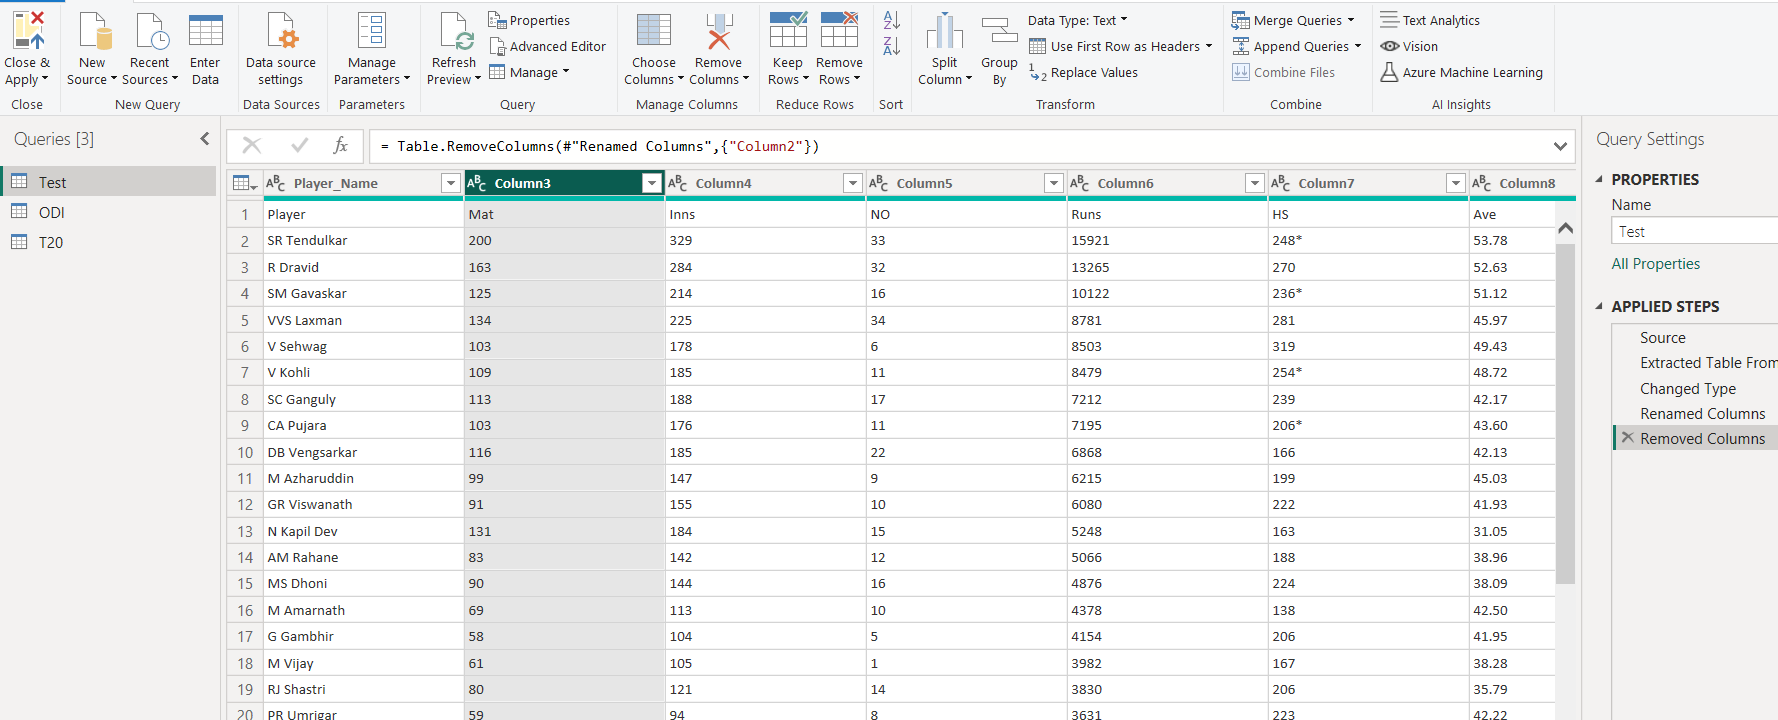 Close & Apply
New Source
Recent Sources
Enter Data
Data source settings
Manage Parameters
Refresh Preview
Properties
Advanced Editor
Manage
Choose Columns
Remove Columns
Keep Rows
Remove Rows
Split Column
Group By
Data Type: Text
Use First Row as Headers
Replace Values
Merge Queries
Append Queries
Combine Files
Text Analytics
Vision
Azure Machine Learning
Close
New Query
Data Sources
Parameters
Query
Manage Columns
Reduce Rows
Sort
Transform
Combine
AI Insights
Queries [3]
Test
ODI
T20
fx = Table.RemoveColumns(#"Renamed Columns",{"Column2"})
Player_Name Column3 Column4 Column5 Column6 Column7 Column8
1 Player Mat Inns NO Runs HS Ave
2 SR Tendulkar 200 329 33 15921 248* 53.78
3 R Dravid 163 284 32 13265 270 52.63
4 SM Gavaskar 125 214 16 10122 236* 51.12
5 VVS Laxman 134 225 34 8781 281 45.97
6 V Sehwag 103 178 6 8503 319 49.43
7 V Kohli 109 185 11 8479 254* 48.72
8 SC Ganguly 113 188 17 7212 239 42.17
9 CA Pujara 103 176 11 7195 206* 43.60
10 DB Vengsarkar 116 185 22 6868 166 42.13
11 M Azharuddin 99 147 9 6215 199 45.03
12 GR Viswanath 91 155 10 6080 222 41.93
13 N Kapil Dev 131 184 15 5248 163 31.05
14 AM Rahane 83 142 12 5066 188 38.96
15 MS Dhoni 90 144 16 4876 224 38.09
16 M Amarnath 69 113 10 4378 138 42.50
17 G Gambhir 58 104 5 4154 206 41.95
18 M Vijay 61 105 1 3982 167 38.28
19 RJ Shastri 80 121 14 3830 206 35.79
20 PR Umrigar 59 94 8 3631 223 42.22
Query Settings
PROPERTIES
Name
Test
All Properties
APPLIED STEPS
Source
Extracted Table From
Changed Type
Renamed Columns
Removed Columns